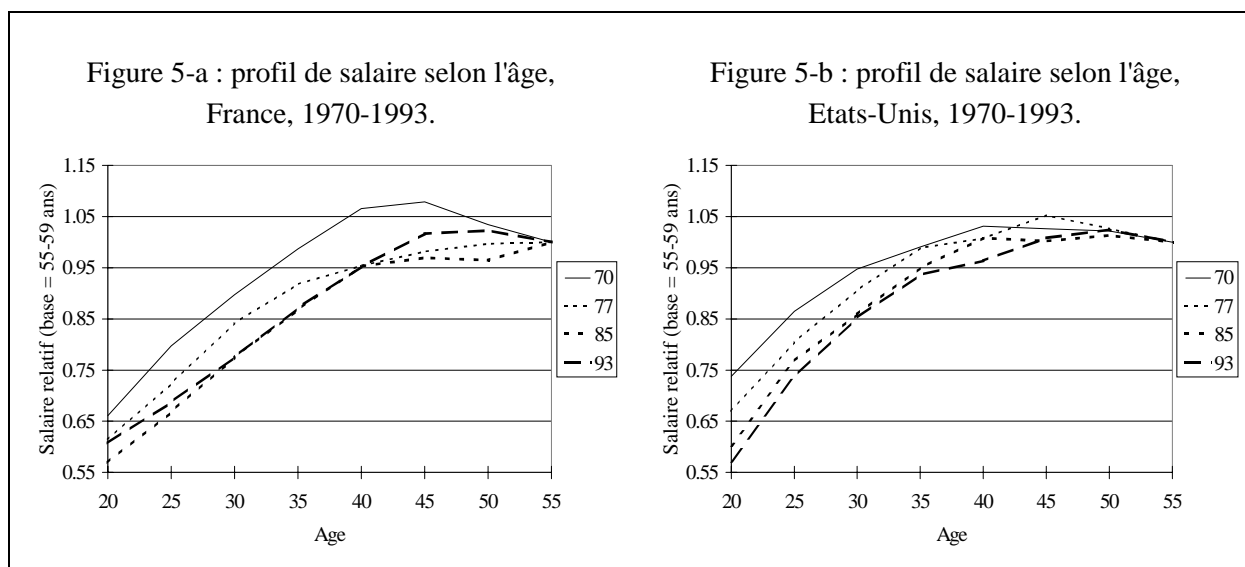 Figure 5-a : profil de salaire selon l'âge,
France, 1970-1993.
Salaire relatif (base = 55-59 ans)
1.15
1.05
0.95
0.85
0.75
0.65
0.55
20 25 30 35 40 45 50 55
Age
70
77
85
93
Figure 5-b : profil de salaire selon l'âge,
Etats-Unis, 1970-1993.
Salaire relatif (base = 55-59 ans)
1.15
1.05
0.95
0.85
0.75
0.65
0.55
20 25 30 35 40 45 50 55
Age
70
77
85
93